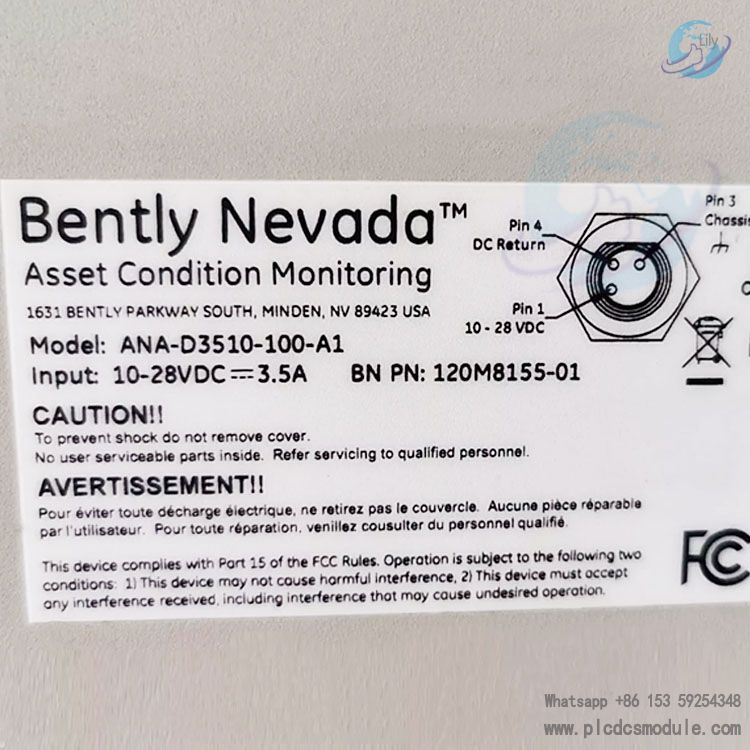 Lily
Bently Nevada™
Asset Condition Monitoring
1631 BENTLY PARKWAY SOUTH, MINDEN, NV 89423 USA
Model: ANA-D3510-100-A1
Input: 10-28VDC⎓3.5A BN PN: 120M8155-01
Pin 4
DC Return
Pin 3
Chassis
Pin 1
10 - 28 VDC
CAUTION!!
To prevent shock do not remove cover.
No user serviceable parts inside. Refer servicing to qualified personnel.
AVERTISSEMENT!!
Pour éviter toute décharge électrique, ne retirez pas le couvercle. Aucune pièce réparable
par l'utilisateur. Pour toute réparation, venillez cousulter du personnel qualifié.
This device complies with Part 15 of the FCC Rules. Operation is subject to the following two
conditions: 1) This device may not cause harmful interference, 2) This device must accept
any interference received, including interference that may cause undesired operation.
FC
Whatsapp +86 153 59254348
www.plcdcsmodule.com